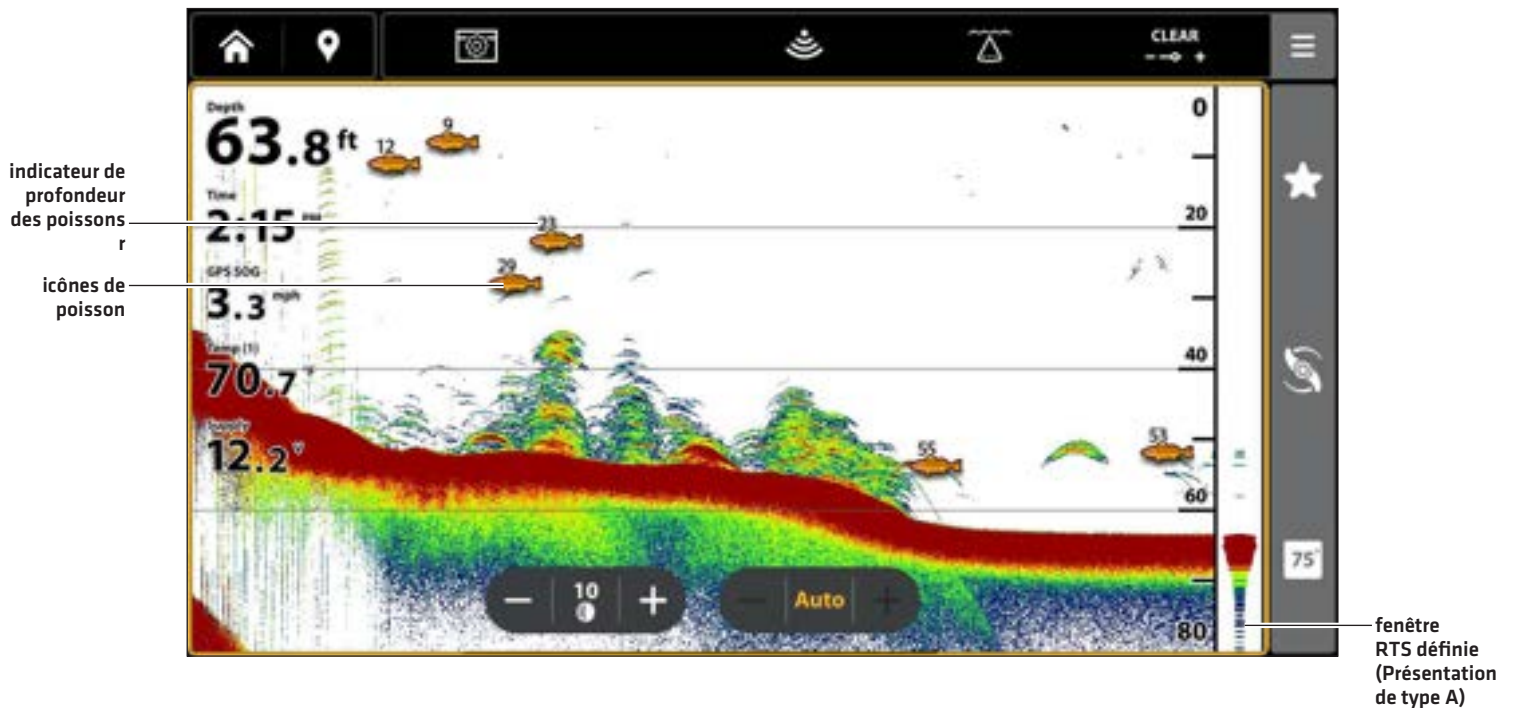 CLEAR
Depth
63.8 ft
12
9
0
indicateur de
profondeur
des poissons
r
Time
2:15 PM
23
20
GPS SOG
3.3 mph
29
icônes de
poisson
Temp (1)
70.7 °F
40
Supply
12.2 V
55
53
60
75°
10
Auto
80
fenêtre
RTS définie
(Présentation
de type A)